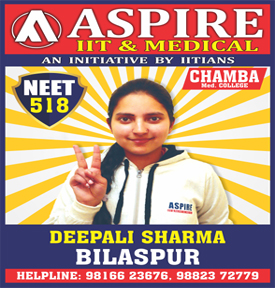 ASPIRE
IIT & MEDICAL
AN INITIATIVE BY IITIANS
CHAMBA
Med. COLLEGE
NEET
518
ASPIRE
DEEPALI SHARMA
BILASPUR
HELPLINE: 98166 23676, 98823 72779